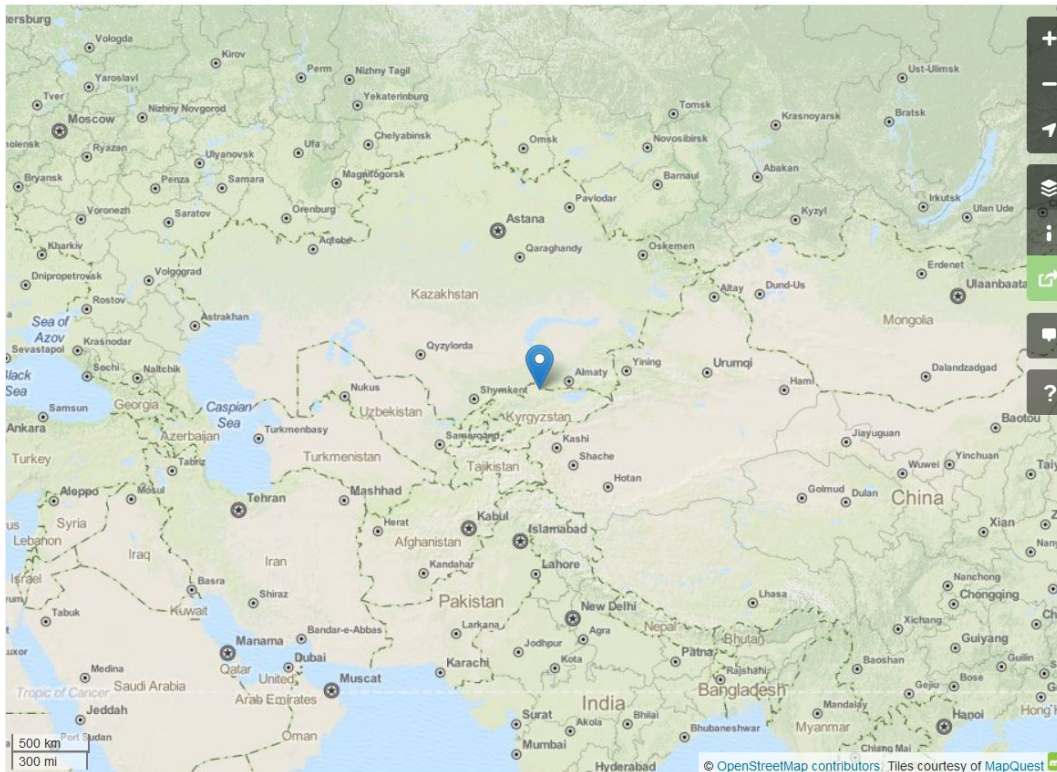 tersburg
Vologda
Kirov
Perm
Nizhny Tagil
Ust-Ulimsk
Yaroslavl
Tver
Nizhny Novgorod
Yekaterinburg
Tomsk
Bratsk
Moscow
Krasnoyarsk
Chelyabinsk
Omsk
Novosibirsk
nolensk
Ryazan
Ulyanovsk
Ufa
Abakan
Bryansk
Penza
Samara
Magnitogorsk
Barnaul
Irkutsk
Pavlodar
Voronezh
Saratov
Orenburg
Astana
Kyzyl
Ulan Ude
Kharkiv
Aqtobe
Qaraghandy
Oskemen
Dnipropetrovsk
Volgograd
Erdenet
Altay
Dund-Us
Ulaanbaata
Rostov
Kazakhstan
Sea of
Azov
Astrakhan
Mongolia
Sevastapol
Krasnodar
Qyzylorda
Sochi
Naltchik
Almaty
Yining
Urumqi
Dalandzadgad
Black
Sea
Nukus
Shymkent
Hami
Samsun
Georgia
Caspian
Sea
Uzbekistan
Kyrgyzstan
Baotou
Ankara
Azerbaijan
Turkmenbasy
Samarqand
Kashi
Jiayuguan
Turkey
Turkmenistan
Tajikistan
Shache
Yinchuan
Tabriz
Wuwei
Taiy
Hotan
Aleppo
Mosul
Tehran
Mashhad
Golmud
Dulan
China
Syria
Kabul
Islamabad
Xian
us
Lebanon
Iraq
Iran
Herat
Afghanistan
Nany
Israel
Basra
Kandahar
Lahore
Nanchong
Chongqing
Kuwait
Shiraz
Pakistan
New Delhi
Lhasa
Tabuk
Bandar-e-Abbas
Larkana
Nepal
Bhutan
Xichang
Guiyang
Manama
Jodhpur
Agra
Luxor
Qatar
Dubai
Karachi
Kota
Patna
Rajshahi
Baoshan
Guilin
Medina
Saudi Arabia
United
Arab Emirates
Muscat
Bangladesh
Gejiu
Bose
Tropic of Cancer
India
Mandalay
Hanoi
Hong K
Jeddah
Oman
Surat
Akola
Bhilai
Bhubaneshwar
Myanmar
Port Sudan
Mumbai
Chiang Mai
Hyderabad
500 km
300 mi
© OpenStreetMap contributors. Tiles courtesy of MapQuest